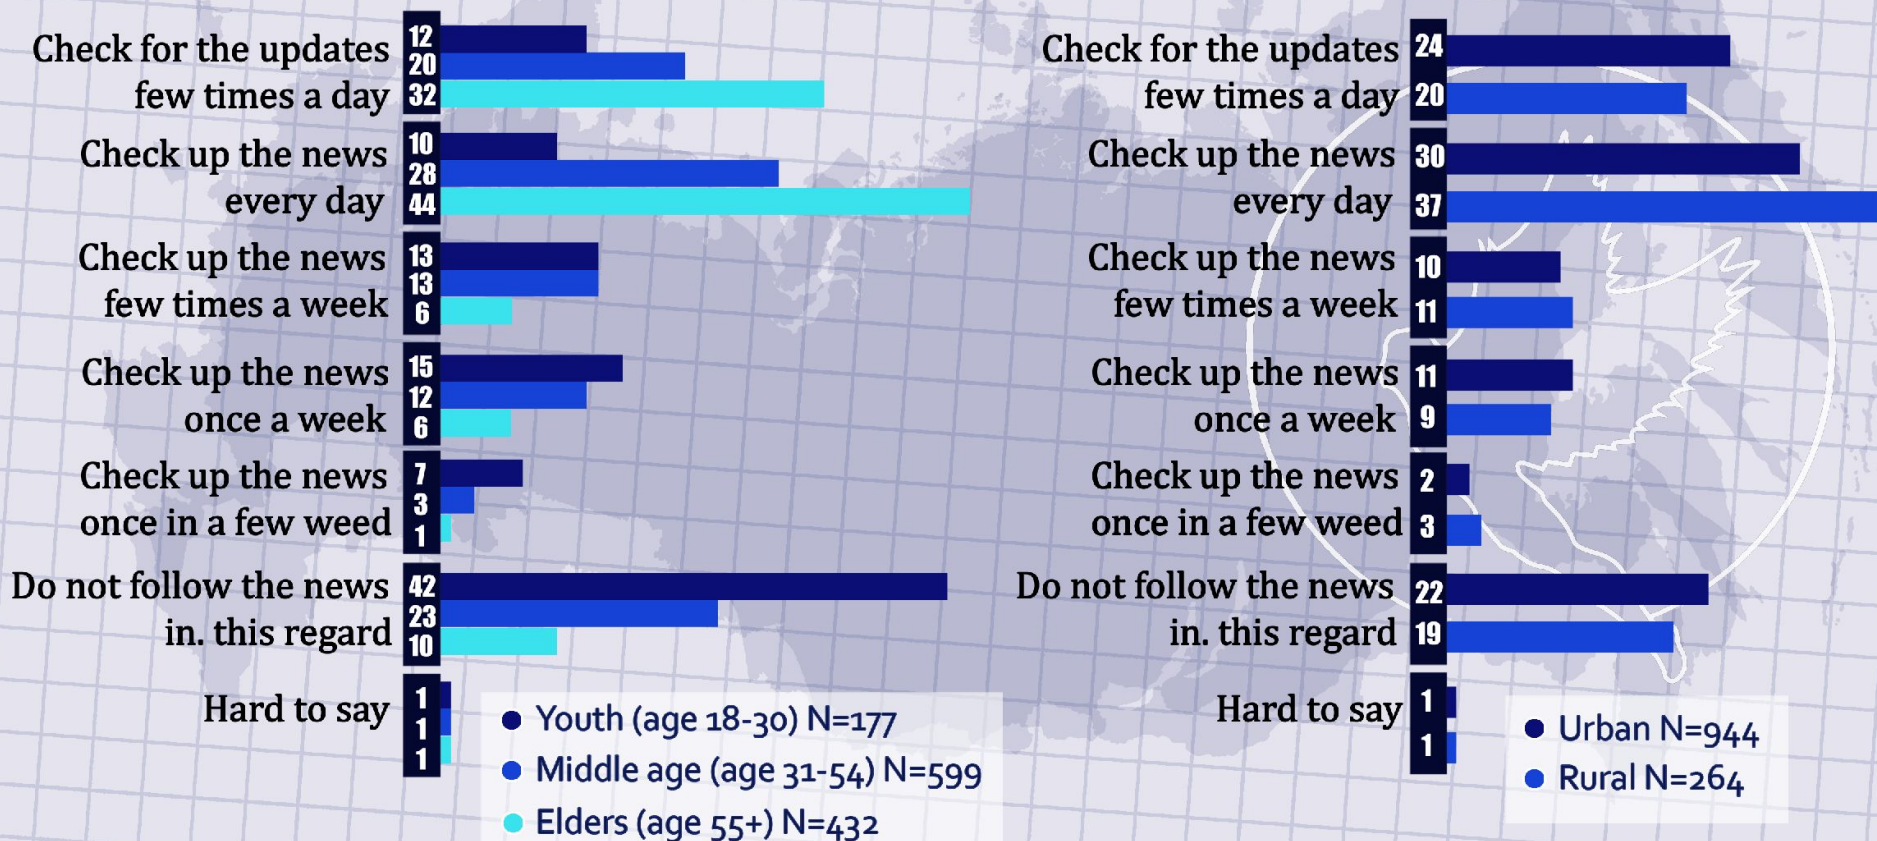 Check for the updates
few times a day
12
20
32
Check up the news
every day
10
28
44
Check up the news
few times a week
13
13
6
Check up the news
once a week
15
12
6
Check up the news
once in a few weed
7
3
1
Do not follow the news
in. this regard
42
23
10
Hard to say
1
1
1
Youth (age 18-30) N=177
Middle age (age 31-54) N=599
Elders (age 55+) N=432
Check for the updates
few times a day
24
20
Check up the news
every day
30
37
Check up the news
few times a week
10
11
Check up the news
once a week
11
9
Check up the news
once in a few weed
2
3
Do not follow the news
in. this regard
22
19
Hard to say
1
1
Urban N=944
Rural N=264